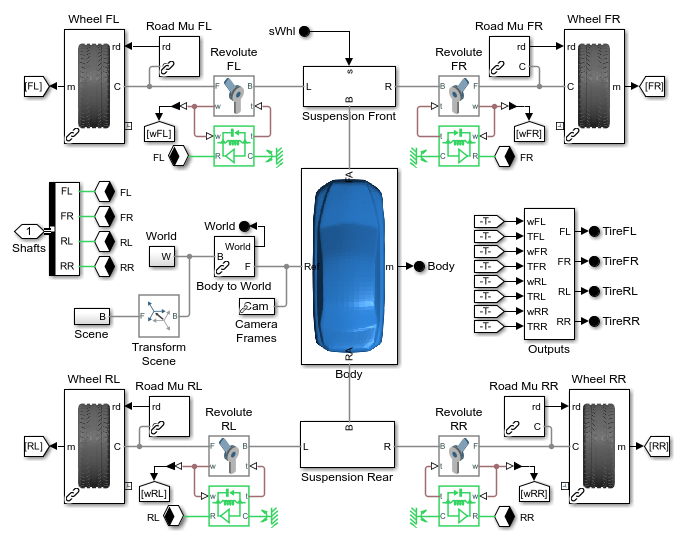 Wheel FL
Road Mu FL
sWhl
Road Mu FR
Wheel FR
rd
rd
Revolute
FL
Revolute
FR
rd
rd
[FL]
m
C
F
B
L
s
R
B
F
C
m
[FR]
B
w
t
t
w
Suspension Front
[wFL]
[wFR]
w
t
t
w
FL
R
C
C
R
FR
FA
FL
FL
FR
FR
RL
RL
RR
RR
1
Shafts
World
W
World
World
B
F
Body to World
Ref
m
Body
Cam
Camera
Frames
B
Scene
F
B
Transform
Scene
RA
Body
-T-
wFL
-T-
TFL
-T-
wFR
-T-
TFR
-T-
wRL
-T-
TRL
-T-
wRR
-T-
TRR
FL
TireFL
FR
TireFR
RL
TireRL
RR
TireRR
Outputs
Wheel RL
Road Mu RL
Road Mu RR
Wheel RR
rd
rd
Revolute
RL
Revolute
RR
rd
rd
[RL]
m
C
F
B
L
B
R
B
F
C
m
[RR]
w
t
t
w
Suspension Rear
[wRL]
[wRR]
w
t
t
w
RL
R
C
C
R
RR